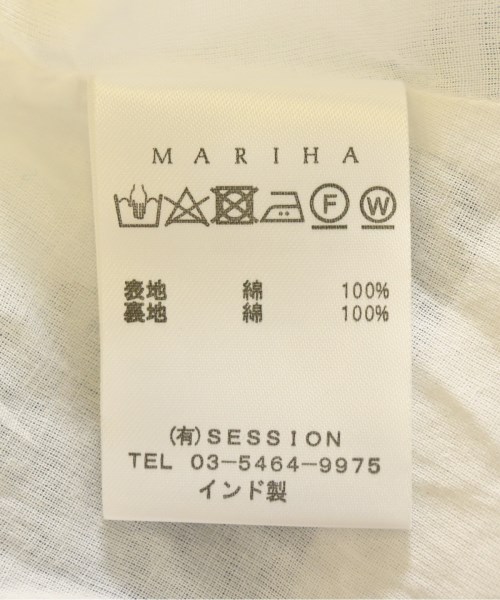 MARIHA
F W
表地 綿 100%
裏地 綿 100%
(有)SESSION
TEL 03-5464-9975
インド製